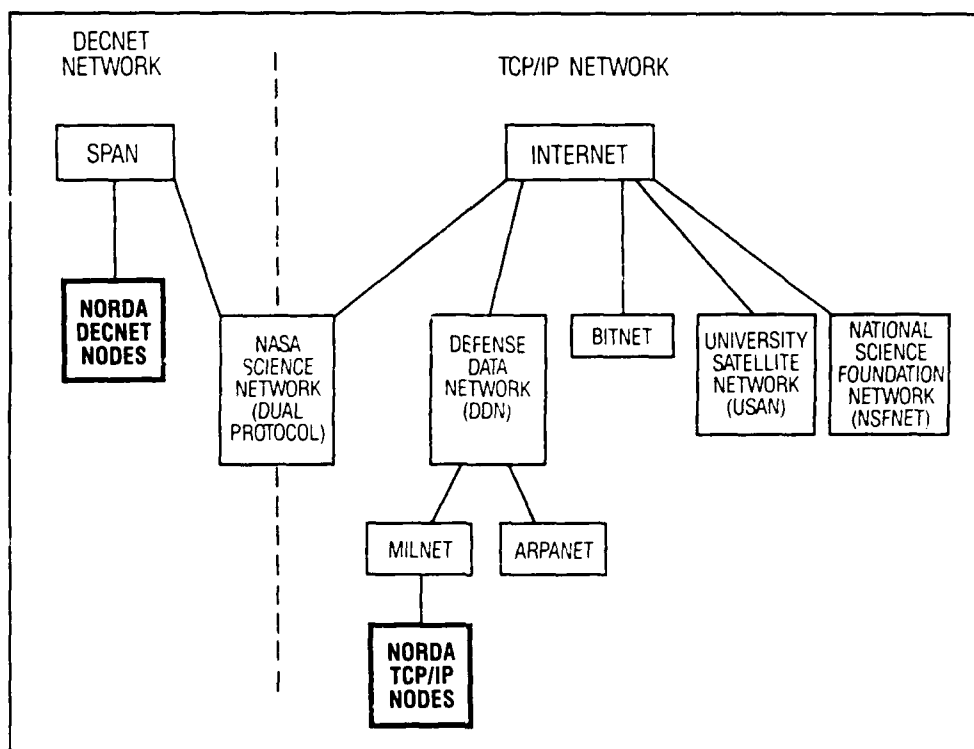 DECNET
NETWORK
TCP/IP NETWORK
SPAN
INTERNET
NORDA
DECNET
NODES
NASA
SCIENCE
NETWORK
(DUAL
PROTOCOL)
DEFENSE
DATA
NETWORK
(DDN)
BITNET
UNIVERSITY
SATELLITE
NETWORK
(USAN)
NATIONAL
SCIENCE
FOUNDATION
NETWORK
(NSFNET)
MILNET
ARPANET
NORDA
TCP/IP
NODES